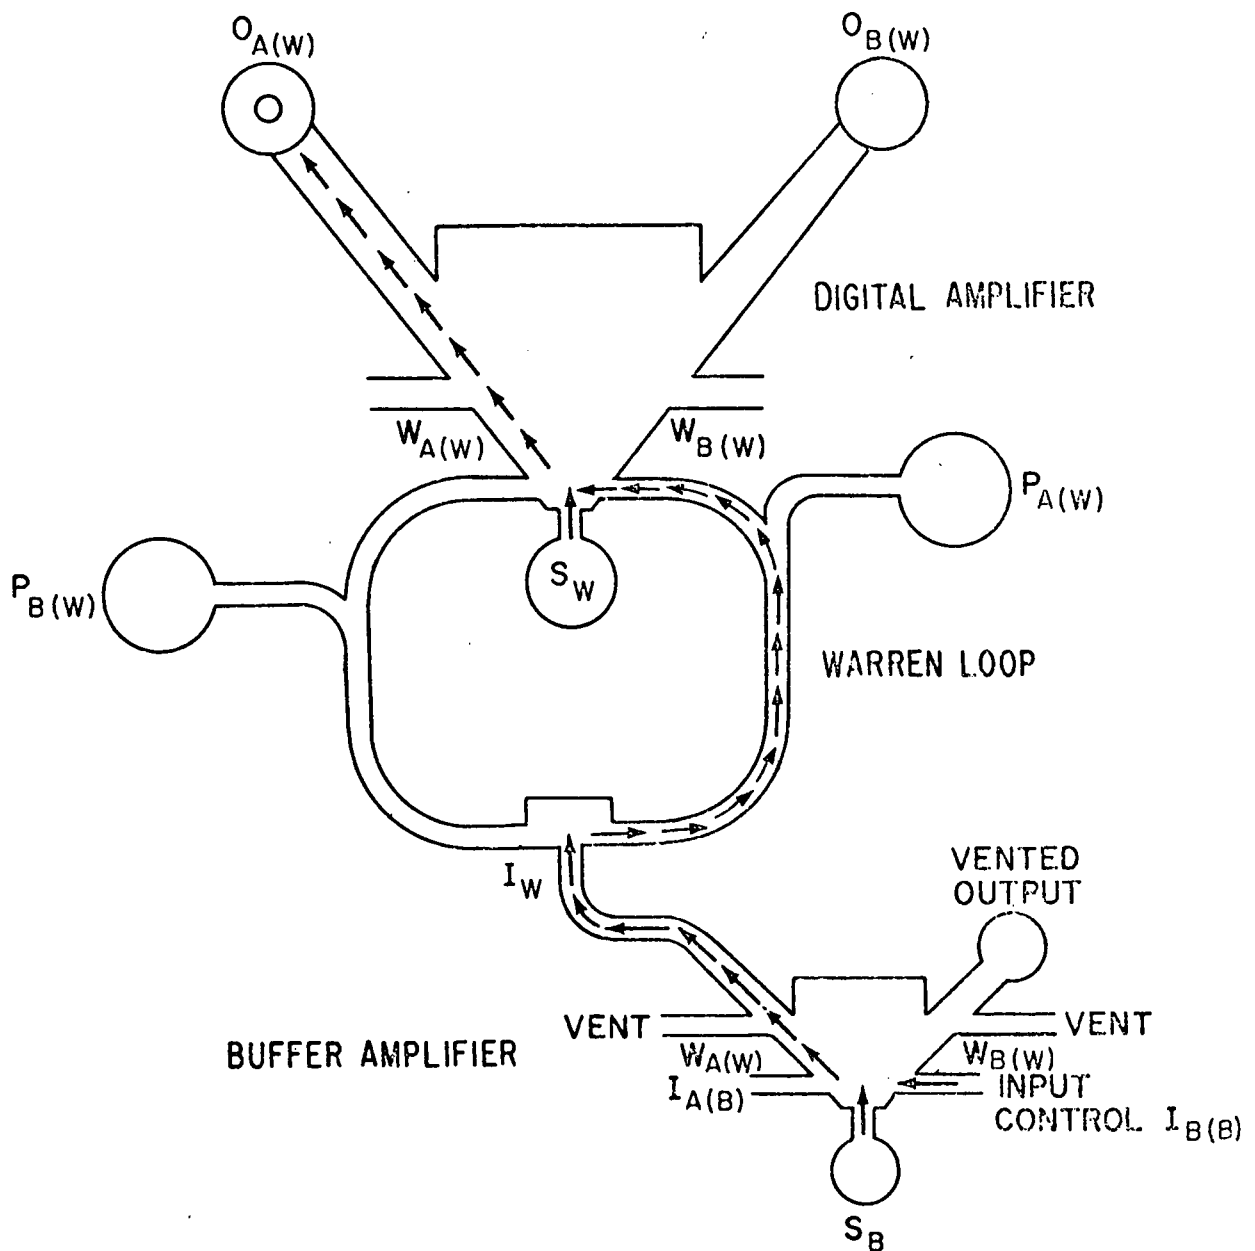 O_A(W)
O_B(W)
DIGITAL AMPLIFIER
W_A(W)
W_B(W)
P_A(W)
S_W
P_B(W)
WARREN LOOP
I_W
VENTED
OUTPUT
VENT
VENT
BUFFER AMPLIFIER
W_A(W)
W_B(W)
I_A(B)
INPUT
CONTROL I_B(B)
S_B